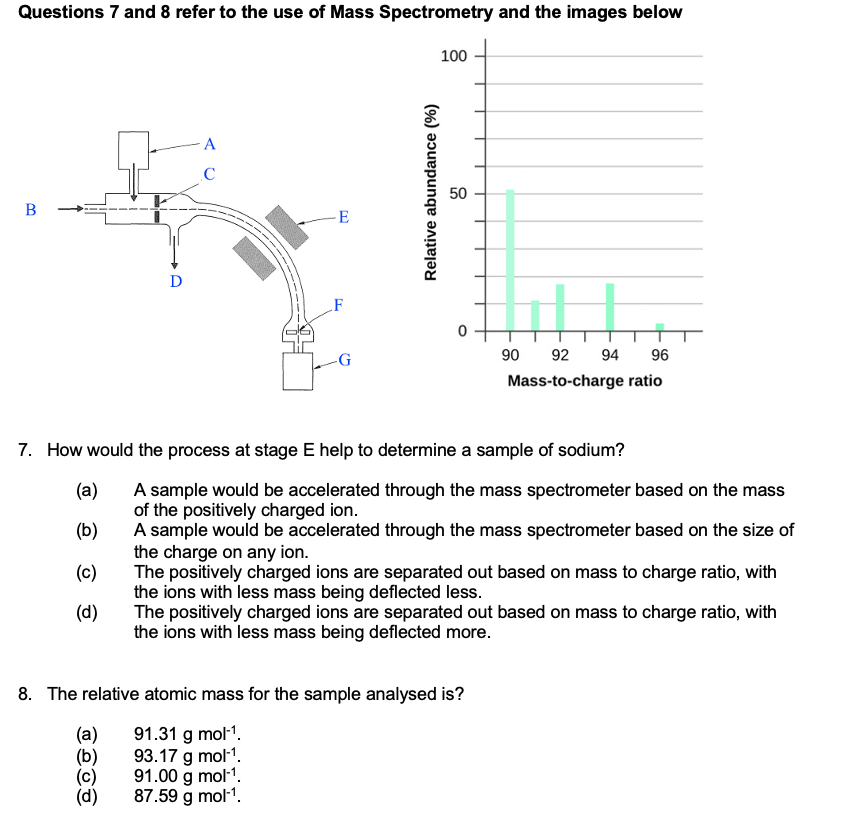 Questions 7 and 8 refer to the use of Mass Spectrometry and the images below
A
C
B
E
D
F
G
Relative abundance (%)
100
50
0
90 92 94 96
Mass-to-charge ratio
7. How would the process at stage E help to determine a sample of sodium?
(a) A sample would be accelerated through the mass spectrometer based on the mass
of the positively charged ion.
(b) A sample would be accelerated through the mass spectrometer based on the size of
the charge on any ion.
(c) The positively charged ions are separated out based on mass to charge ratio, with
the ions with less mass being deflected less.
(d) The positively charged ions are separated out based on mass to charge ratio, with
the ions with less mass being deflected more.
8. The relative atomic mass for the sample analysed is?
(a) 91.31 g mol⁻¹.
(b) 93.17 g mol⁻¹.
(c) 91.00 g mol⁻¹.
(d) 87.59 g mol⁻¹.